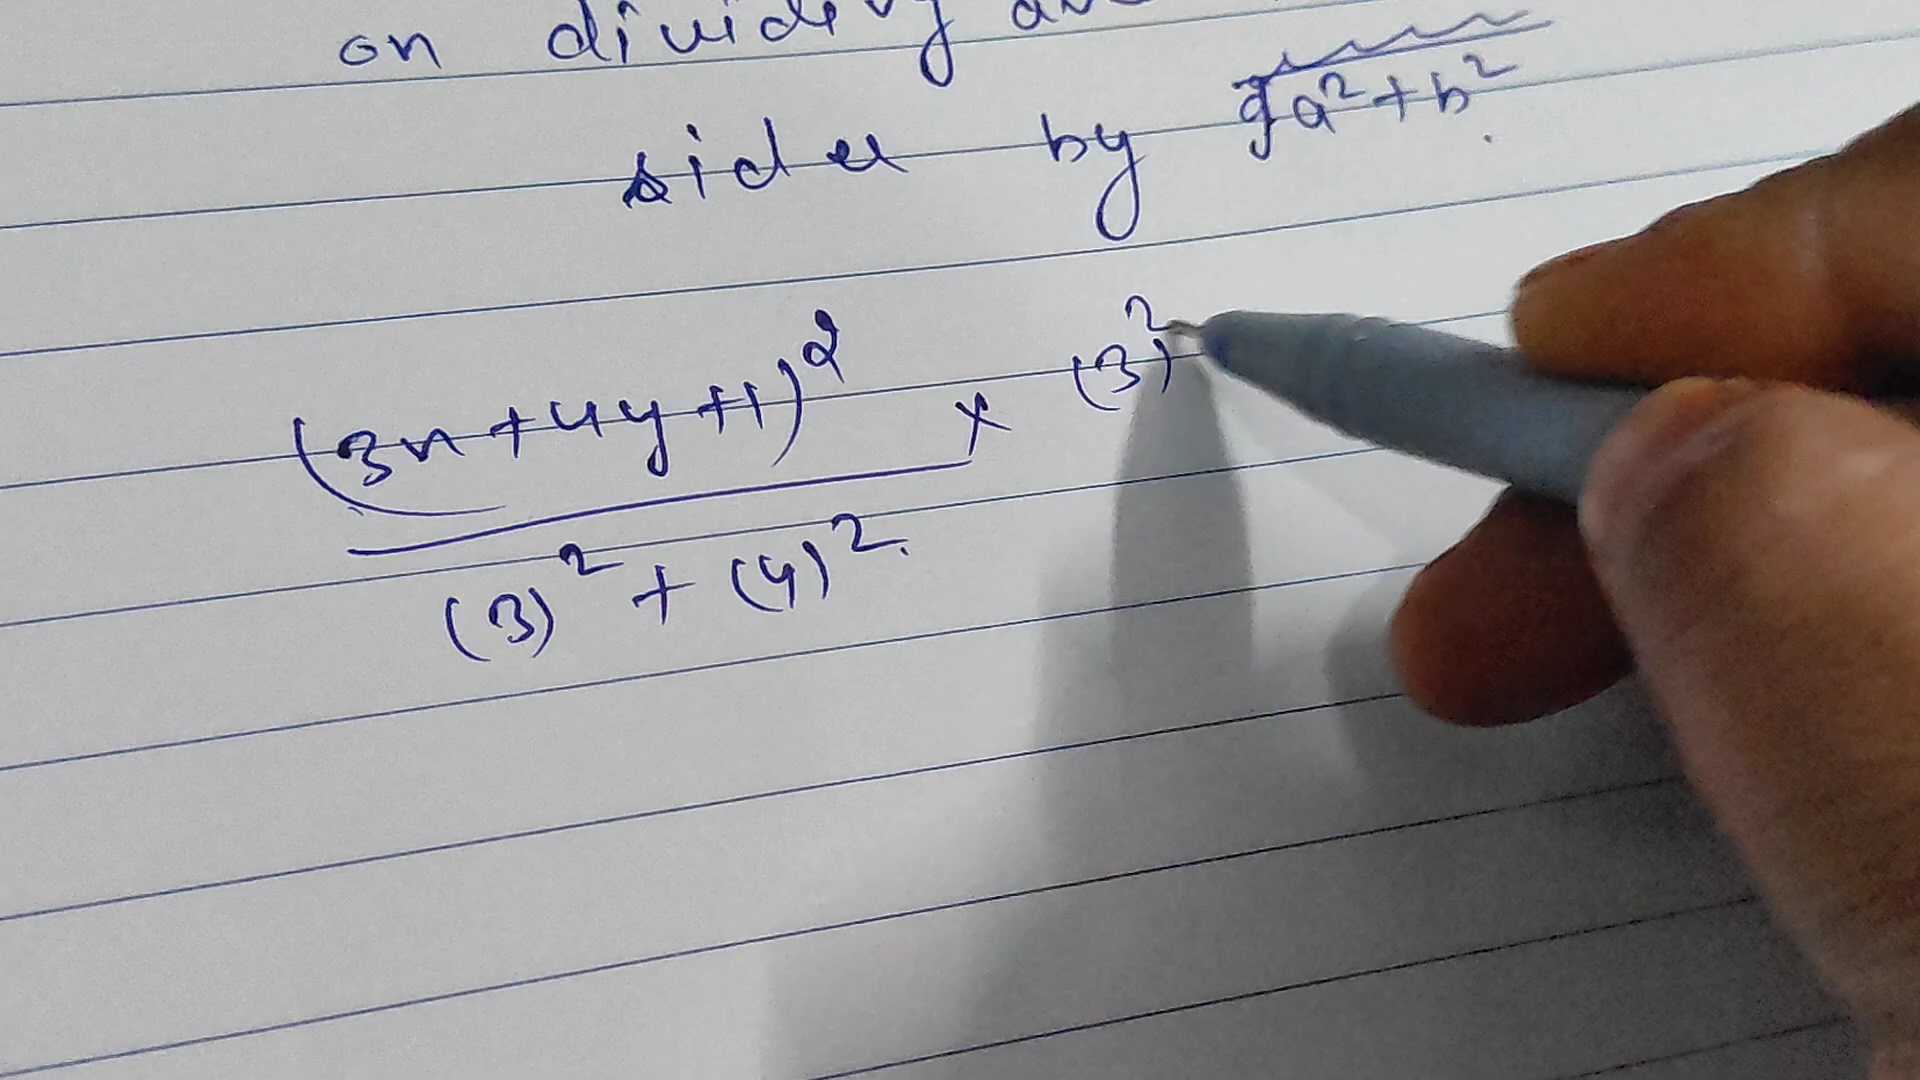 on dividing
sides by √a²+b².
(3x+4y+1)² × (3)²
(3)² + (4)².